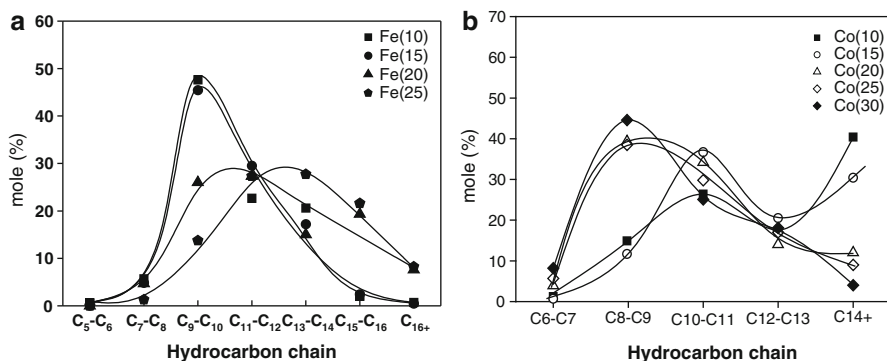 a
60
50
40
30
20
10
0
mole (%)
Fe(10)
Fe(15)
Fe(20)
Fe(25)
C₅-C₆ C₇-C₈ C₉-C₁₀ C₁₁-C₁₂ C₁₃-C₁₄ C₁₅-C₁₆ C₁₆₊
Hydrocarbon chain
b
70
60
50
40
30
20
10
0
mole (%)
Co(10)
Co(15)
Co(20)
Co(25)
Co(30)
C6-C7 C8-C9 C10-C11 C12-C13 C14+
Hydrocarbon chain